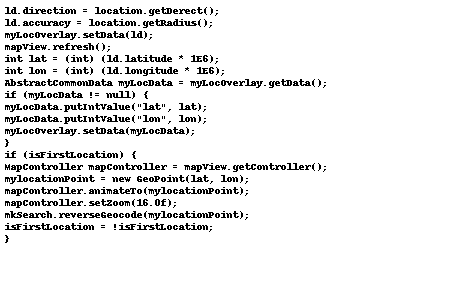 ld.direction = location.getDerect();
ld.accuracy = location.getRadius();
myLocOverlay.setData(ld);
mapView.refresh();
int lat = (int) (ld.latitude * 1E6);
int lon = (int) (ld.longitude * 1E6);
AbstractCommonData myLocData = myLocOverlay.getData();
if (myLocData != null) {
myLocData.putIntValue("lat", lat);
myLocData.putIntValue("lon", lon);
myLocOverlay.setData(myLocData);
}
if (isFirstLocation) {
MapController mapController = mapView.getController();
mylocationPoint = new GeoPoint(lat, lon);
mapController.animateTo(mylocationPoint);
mapController.setZoom(16.0f);
mkSearch.reverseGeocode(mylocationPoint);
isFirstLocation = !isFirstLocation;
}